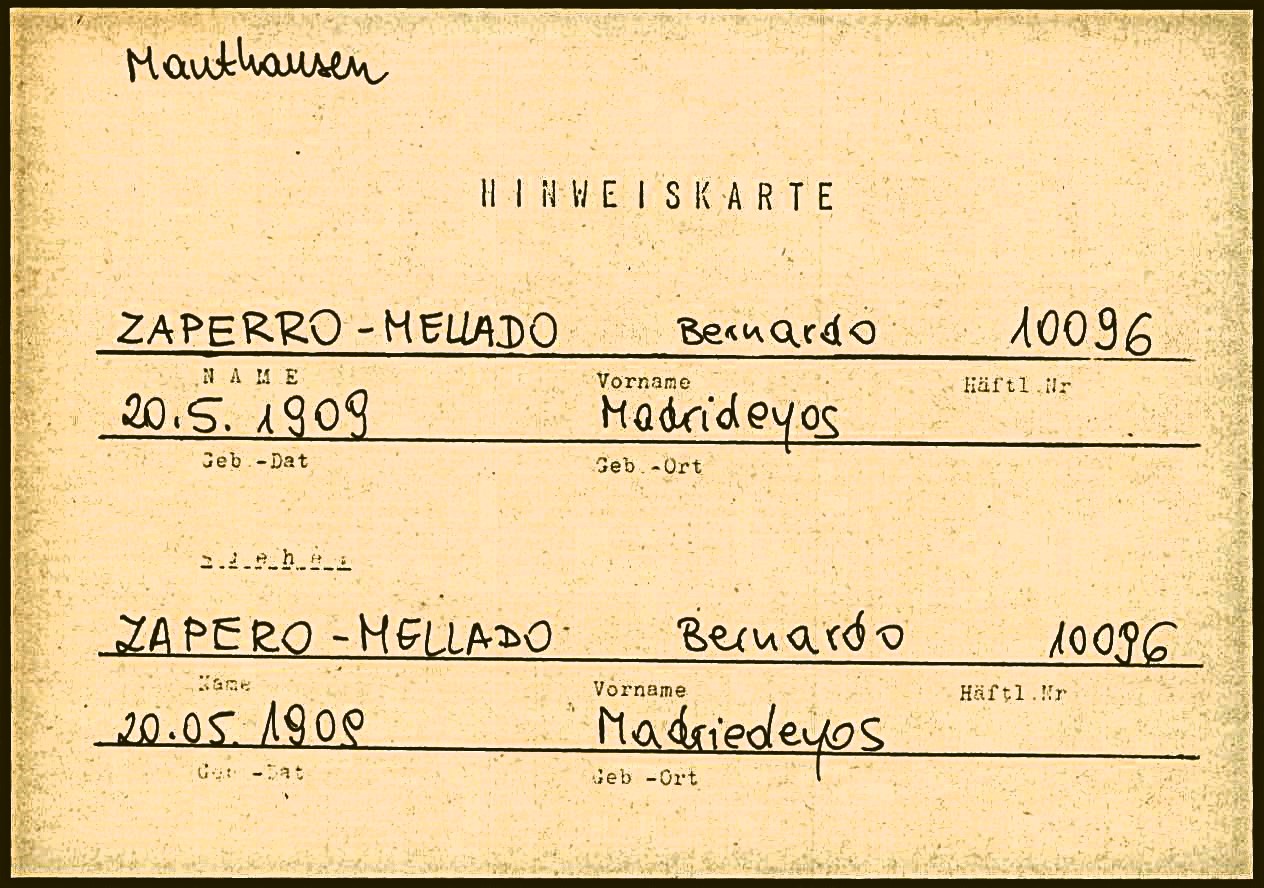 Mauthausen
HINWEISKARTE
ZAPERRO-MELLADO Bernardo 10096
NAME Vorname Häftl.Nr
20.5.1909 Madrideyos
Geb.-Dat Geb.-Ort
Siehe:
ZAPERO-MELLADO Bernardo 10096
Name Vorname Häftl.Nr
20.05.1909 Madriedeyos
Geb -Dat Geb -Ort